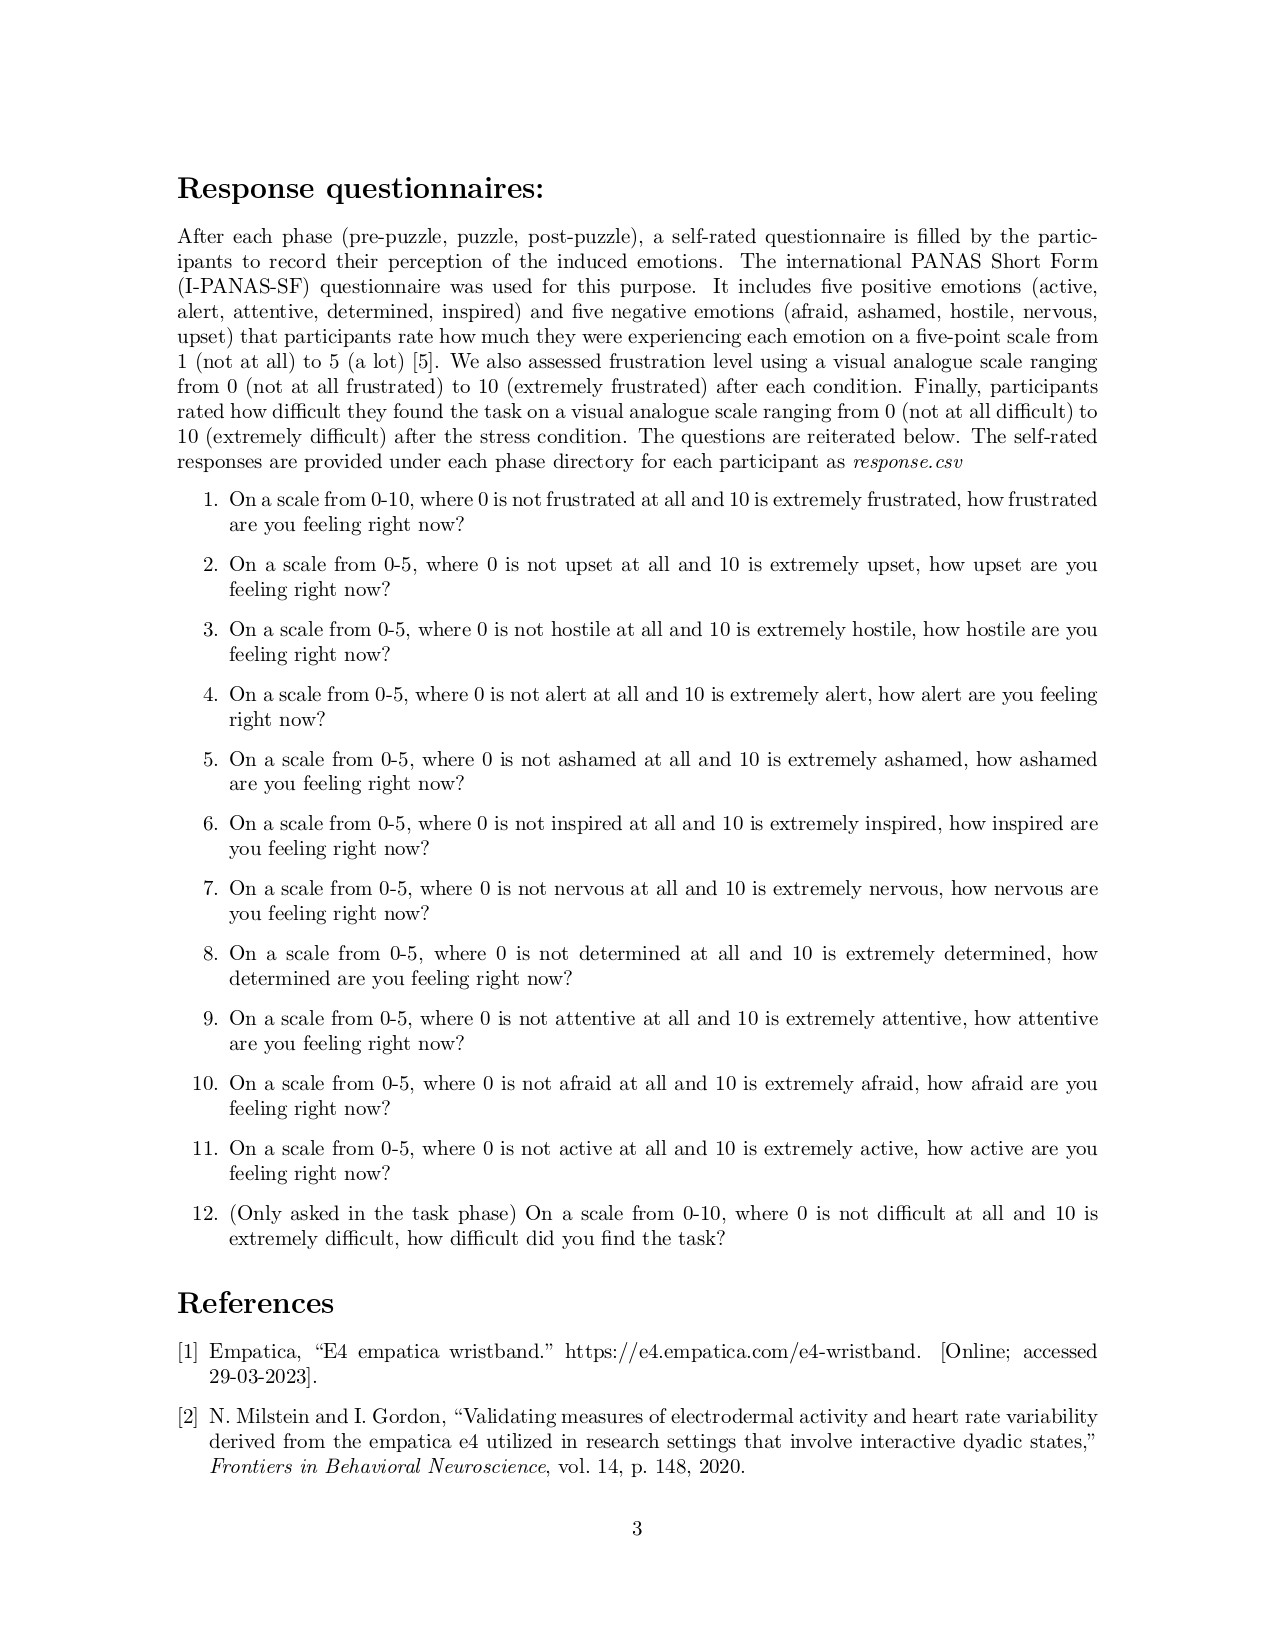 Response questionnaires:
After each phase (pre-puzzle, puzzle, post-puzzle), a self-rated questionnaire is filled by the partic-
ipants to record their perception of the induced emotions. The international PANAS Short Form
(I-PANAS-SF) questionnaire was used for this purpose. It includes five positive emotions (active,
alert, attentive, determined, inspired) and five negative emotions (afraid, ashamed, hostile, nervous,
upset) that participants rate how much they were experiencing each emotion on a five-point scale from
1 (not at all) to 5 (a lot) [5]. We also assessed frustration level using a visual analogue scale ranging
from 0 (not at all frustrated) to 10 (extremely frustrated) after each condition. Finally, participants
rated how difficult they found the task on a visual analogue scale ranging from 0 (not at all difficult) to
10 (extremely difficult) after the stress condition. The questions are reiterated below. The self-rated
responses are provided under each phase directory for each participant as response.csv
1. On a scale from 0-10, where 0 is not frustrated at all and 10 is extremely frustrated, how frustrated
are you feeling right now?
2. On a scale from 0-5, where 0 is not upset at all and 10 is extremely upset, how upset are you
feeling right now?
3. On a scale from 0-5, where 0 is not hostile at all and 10 is extremely hostile, how hostile are you
feeling right now?
4. On a scale from 0-5, where 0 is not alert at all and 10 is extremely alert, how alert are you feeling
right now?
5. On a scale from 0-5, where 0 is not ashamed at all and 10 is extremely ashamed, how ashamed
are you feeling right now?
6. On a scale from 0-5, where 0 is not inspired at all and 10 is extremely inspired, how inspired are
you feeling right now?
7. On a scale from 0-5, where 0 is not nervous at all and 10 is extremely nervous, how nervous are
you feeling right now?
8. On a scale from 0-5, where 0 is not determined at all and 10 is extremely determined, how
determined are you feeling right now?
9. On a scale from 0-5, where 0 is not attentive at all and 10 is extremely attentive, how attentive
are you feeling right now?
10. On a scale from 0-5, where 0 is not afraid at all and 10 is extremely afraid, how afraid are you
feeling right now?
11. On a scale from 0-5, where 0 is not active at all and 10 is extremely active, how active are you
feeling right now?
12. (Only asked in the task phase) On a scale from 0-10, where 0 is not difficult at all and 10 is
extremely difficult, how difficult did you find the task?
References
[1] Empatica, “E4 empatica wristband.” https://e4.empatica.com/e4-wristband. [Online; accessed
29-03-2023].
[2] N. Milstein and I. Gordon, “Validating measures of electrodermal activity and heart rate variability
derived from the empatica e4 utilized in research settings that involve interactive dyadic states,”
Frontiers in Behavioral Neuroscience, vol. 14, p. 148, 2020.
3